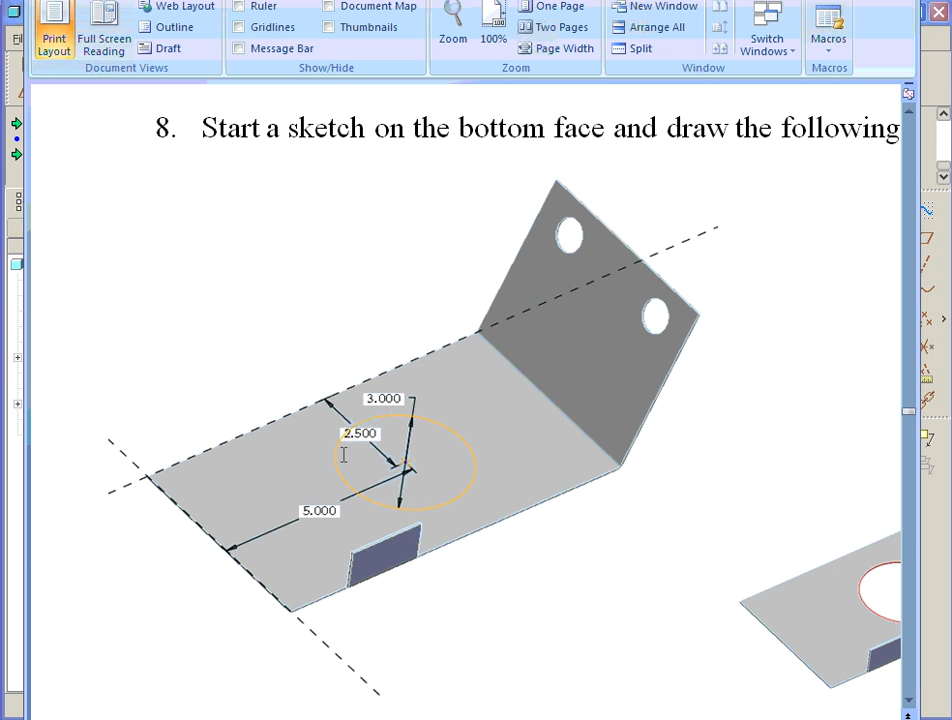 Web Layout
Ruler
Document Map
One Page
New Window
Outline
Gridlines
Thumbnails
Two Pages
Arrange All
Print Layout
Full Screen Reading
Draft
Message Bar
Zoom
100
100%
Page Width
Split
Switch Windows
Macros
Document Views
Show/Hide
Zoom
Window
Macros
8. Start a sketch on the bottom face and draw the following
3.000
2.500
5.000